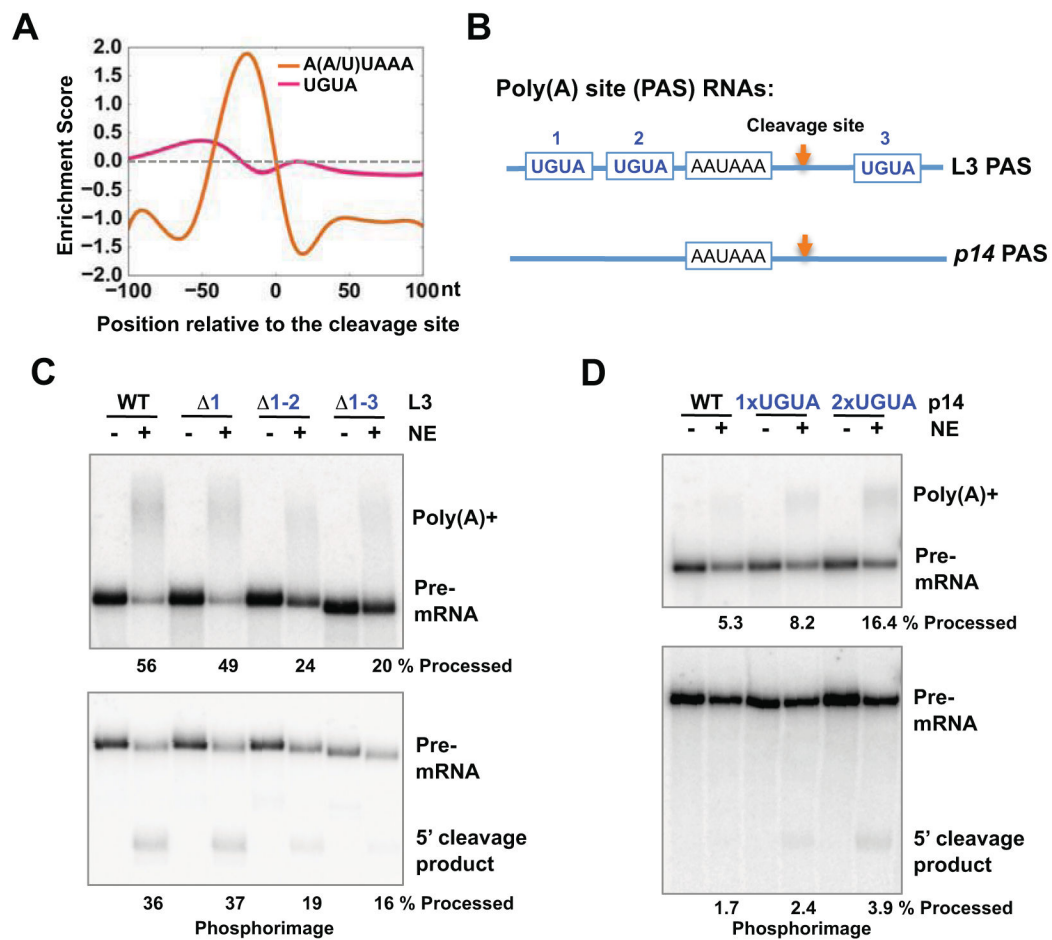 A
2.0
1.5
1.0
0.5
0.0
−0.5
−1.0
−1.5
−2.0
Enrichment Score
A(A/U)UAAA
UGUA
−100
−50
0
50
100nt
Position relative to the cleavage site
B
Poly(A) site (PAS) RNAs:
Cleavage site
1 2 3
UGUA UGUA AAUAAA UGUA L3 PAS
AAUAAA p14 PAS
C
WT Δ1 Δ1-2 Δ1-3 L3
- + - + - + - + NE
Poly(A)+
Pre-
mRNA
56 49 24 20 % Processed
Pre-
mRNA
5' cleavage
product
36 37 19 16 % Processed
Phosphorimage
D
WT 1xUGUA 2xUGUA p14
- + - + - + NE
Poly(A)+
Pre-
mRNA
5.3 8.2 16.4 % Processed
Pre-
mRNA
5' cleavage
product
1.7 2.4 3.9 % Processed
Phosphorimage